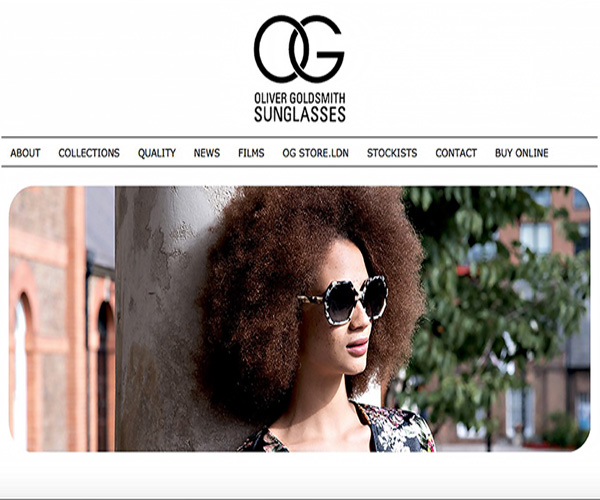 OG
OLIVER GOLDSMITH
SUNGLASSES
ABOUT COLLECTIONS QUALITY NEWS FILMS OG STORE.LDN STOCKISTS CONTACT BUY ONLINE